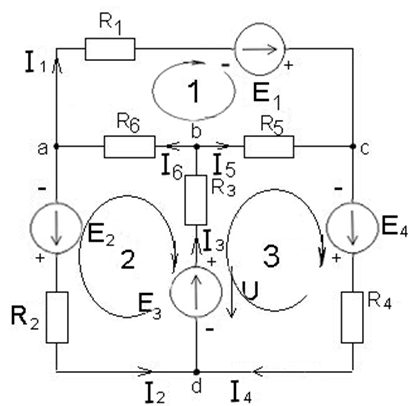 R1
I1
- +
E1
1
a
R6
b
R5
c
I6
I5
R3
-
E2
+
2
I3
+
3
-
E4
+
E3
U
-
R2
R4
I2
d
I4